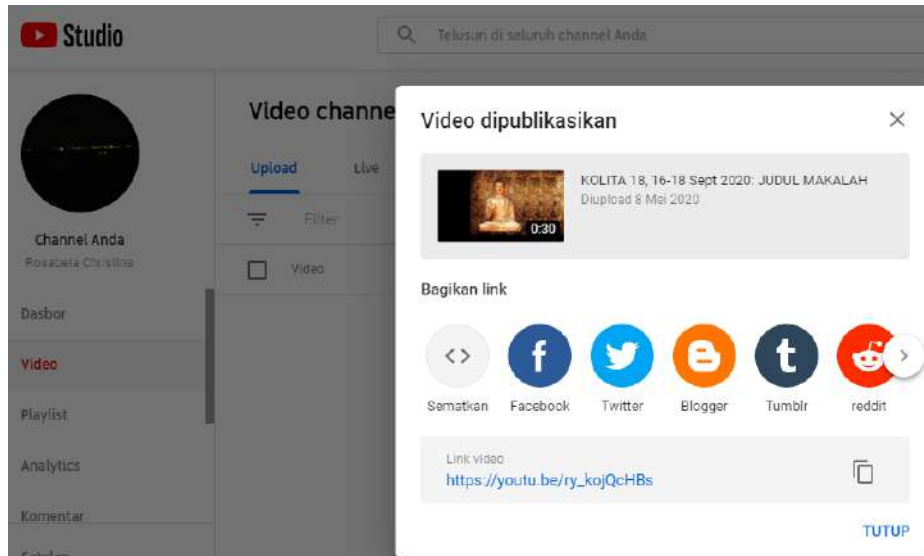 Studio
Telusuri di seluruh channel Anda
Video channe
Upload
Live
Filter
Video
Channel Anda
Rosabela Christina
Dasbor
Video
Playlist
Analytics
Komentar
Video dipublikasikan
0:30
KOLITA 18, 16-18 Sept 2020: JUDUL MAKALAH
Diupload 8 Mei 2020
Bagikan link
Sematkan
Facebook
Twitter
Blogger
Tumblr
reddit
Link video
https://youtu.be/ry_kojQcHBs
TUTUP